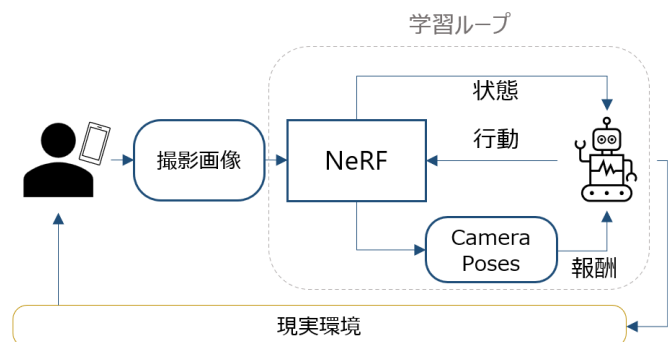 学習ループ
状態
撮影画像
NeRF
行動
Camera
Poses
報酬
現実環境